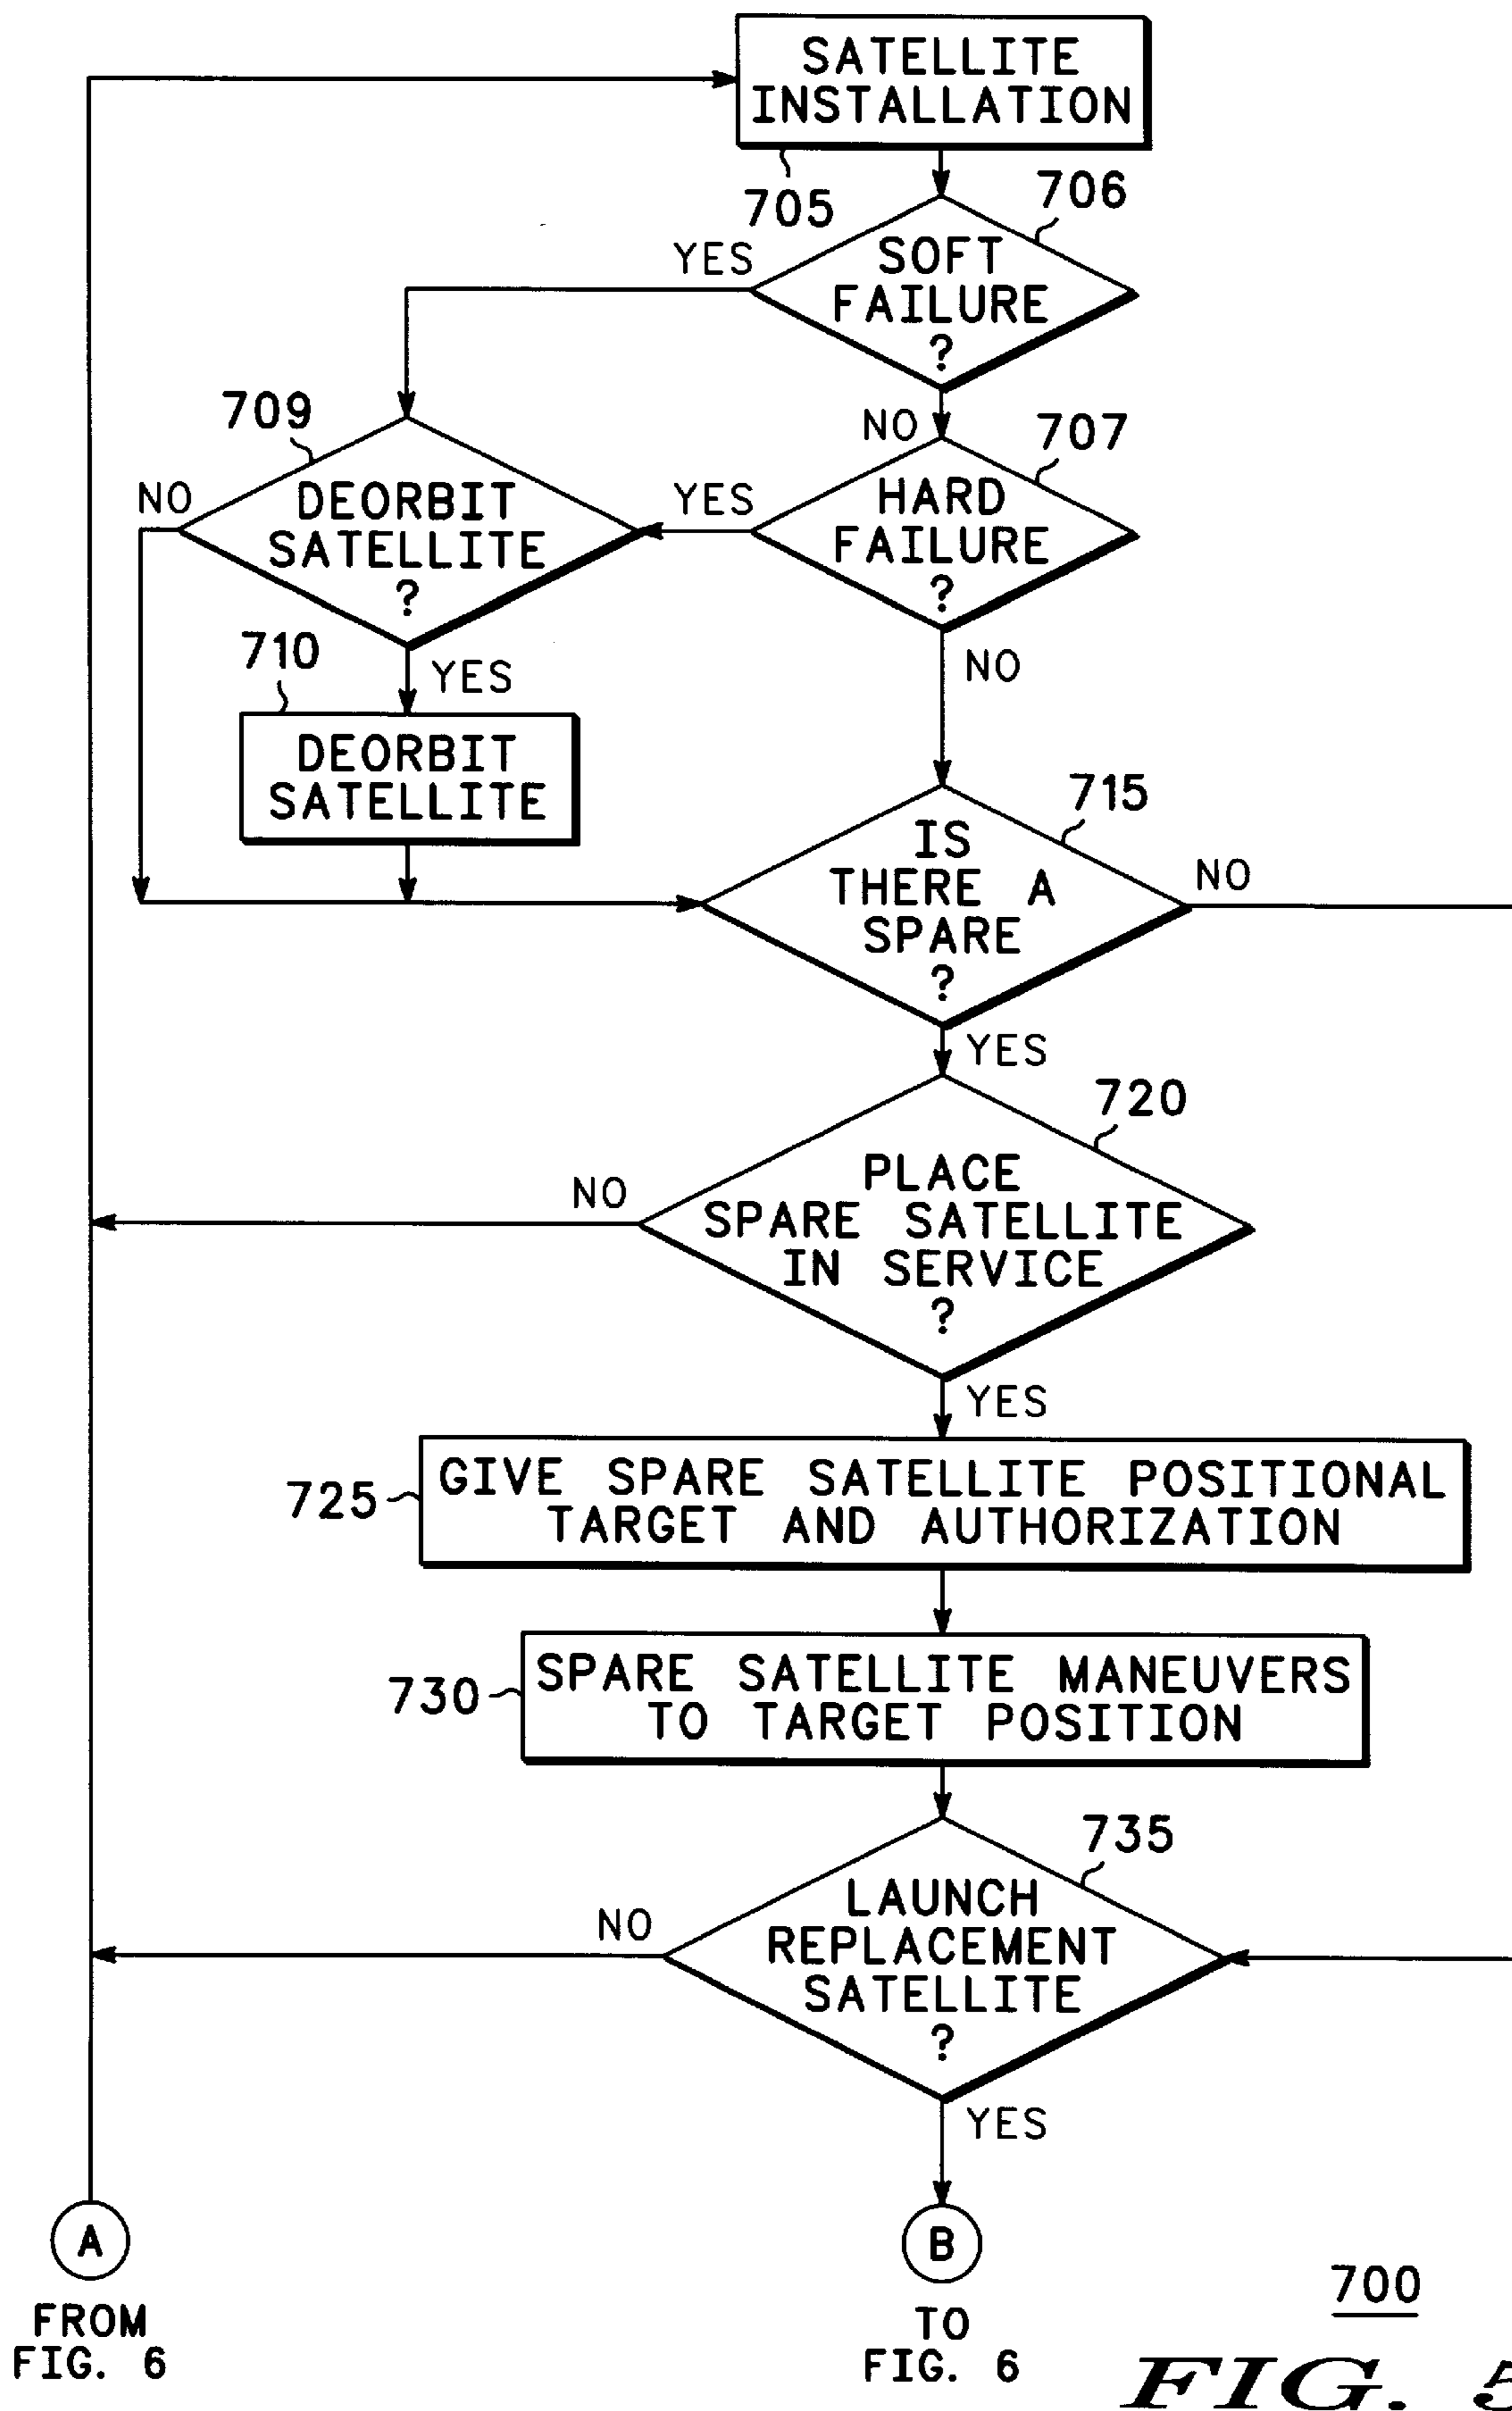 SATELLITE
INSTALLATION
705
706
SOFT
FAILURE
?
YES
NO
707
HARD
FAILURE
?
YES
NO
709
DEORBIT
SATELLITE
?
NO
YES
710
DEORBIT
SATELLITE
715
IS
THERE A
SPARE
?
NO
YES
720
PLACE
SPARE SATELLITE
IN SERVICE
?
NO
YES
725
GIVE SPARE SATELLITE POSITIONAL
TARGET AND AUTHORIZATION
730
SPARE SATELLITE MANEUVERS
TO TARGET POSITION
735
LAUNCH
REPLACEMENT
SATELLITE
?
NO
YES
A
FROM
FIG. 6
B
TO
FIG. 6
700
FIG. 5